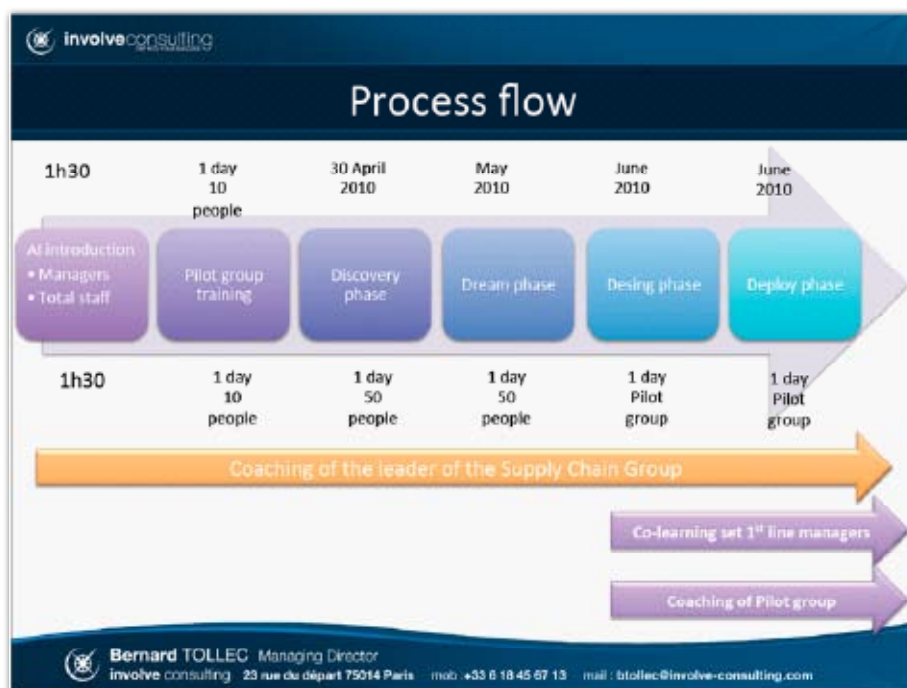 involveconsulting
Process flow
1h30
1 day
10
people
30 April
2010
May
2010
June
2010
June
2010
AI introduction
• Managers
• Total staff
Pilot group
training
Discovery
phase
Dream phase
Desing phase
Deploy phase
1h30
1 day
10
people
1 day
50
people
1 day
50
people
1 day
Pilot
group
1 day
Pilot
group
Coaching of the leader of the Supply Chain Group
Co-learning set 1st line managers
Coaching of Pilot group
Bernard TOLLEC Managing Director
involve consulting 23 rue du départ 75014 Paris mob : +33 6 18 45 67 13 mail : btollec@involve-consulting.com